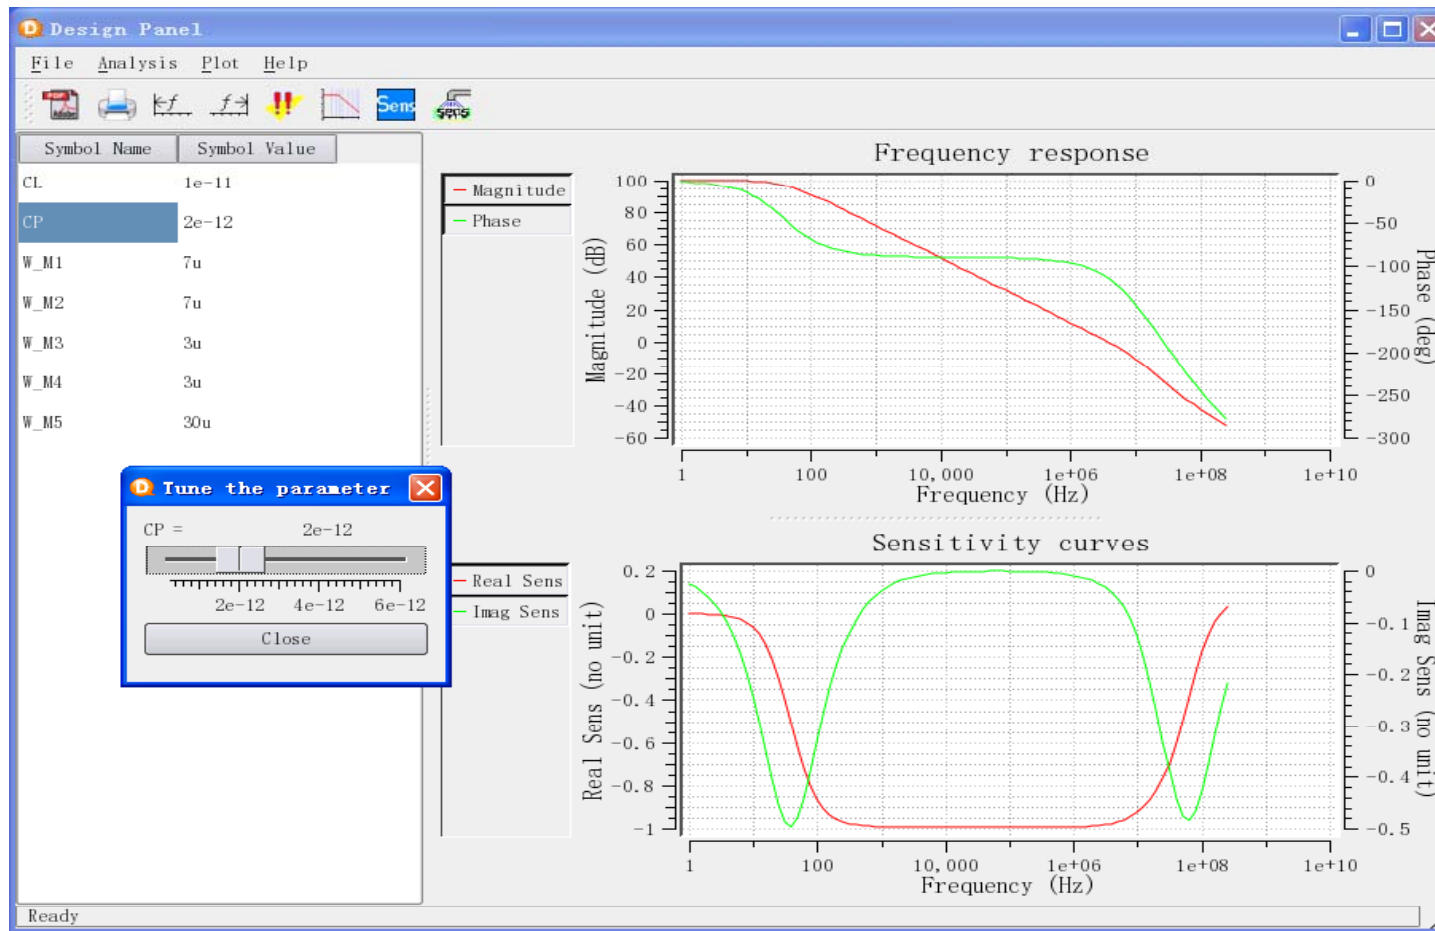 Design Panel
File Analysis Plot Help
Adobe f f !! Sens sens
Symbol Name Symbol Value
CL 1e-11
CP 2e-12
W_M1 7u
W_M2 7u
W_M3 3u
W_M4 3u
W_M5 30u
Tune the parameter
CP = 2e-12
2e-12 4e-12 6e-12
Close
Frequency response
Magnitude
Phase
Magnitude (dB)
100
80
60
40
20
0
-20
-40
-60
0
-50
-100
-150
-200
-250
-300
Phase (deg)
1 100 10,000 1e+06 1e+08 1e+10
Frequency (Hz)
Sensitivity curves
Real Sens
Imag Sens
Real Sens (no unit)
0.2
0
-0.2
-0.4
-0.6
-0.8
-1
0
-0.1
-0.2
-0.3
-0.4
-0.5
Imag Sens (no unit)
1 100 10,000 1e+06 1e+08 1e+10
Frequency (Hz)
Ready